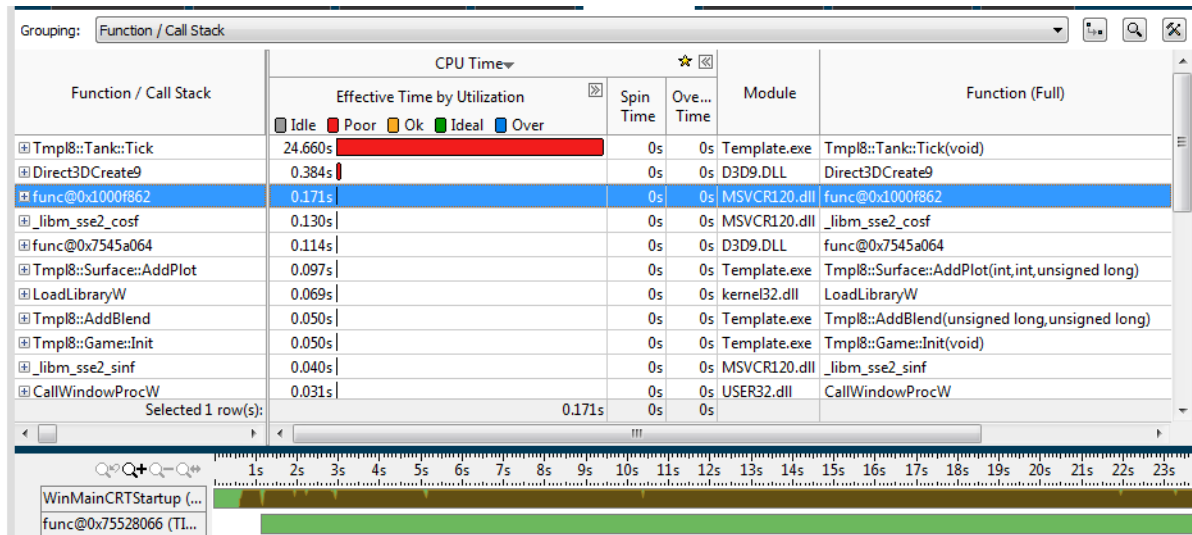 Grouping: Function / Call Stack
Function / Call Stack CPU Time Module Function (Full)
Effective Time by Utilization Spin Time Ove... Time
Idle Poor Ok Ideal Over
Tmpl8::Tank::Tick 24.660s 0s 0s Template.exe Tmpl8::Tank::Tick(void)
Direct3DCreate9 0.384s 0s 0s D3D9.DLL Direct3DCreate9
func@0x1000f862 0.171s 0s 0s MSVCR120.dll func@0x1000f862
_libm_sse2_cosf 0.130s 0s 0s MSVCR120.dll _libm_sse2_cosf
func@0x7545a064 0.114s 0s 0s D3D9.DLL func@0x7545a064
Tmpl8::Surface::AddPlot 0.097s 0s 0s Template.exe Tmpl8::Surface::AddPlot(int,int,unsigned long)
LoadLibraryW 0.069s 0s 0s kernel32.dll LoadLibraryW
Tmpl8::AddBlend 0.050s 0s 0s Template.exe Tmpl8::AddBlend(unsigned long,unsigned long)
Tmpl8::Game::Init 0.050s 0s 0s Template.exe Tmpl8::Game::Init(void)
_libm_sse2_sinf 0.040s 0s 0s MSVCR120.dll _libm_sse2_sinf
CallWindowProcW 0.031s 0s 0s USER32.dll CallWindowProcW
Selected 1 row(s): 0.171s 0s 0s
1s 2s 3s 4s 5s 6s 7s 8s 9s 10s 11s 12s 13s 14s 15s 16s 17s 18s 19s 20s 21s 22s 23s
WinMainCRTStartup (...
func@0x75528066 (TI...